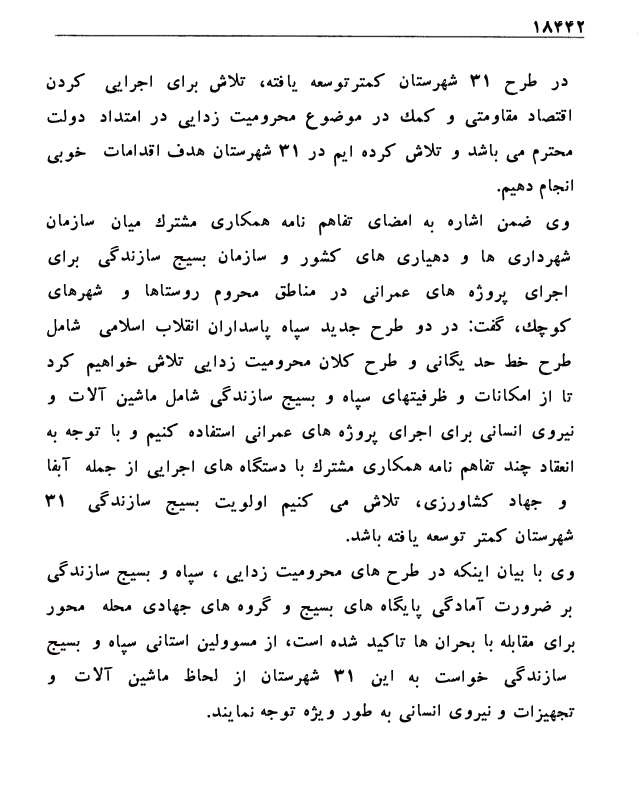 ۱۸۴۴۲
در طرح ۳۱ شهرستان کمترتوسعه یافته، تلاش برای اجرایی کردن
اقتصاد مقاومتی و کمك در موضوع محرومیت زدایی در امتداد دولت
محترم می باشد و تلاش کرده ایم در ۳۱ شهرستان هدف اقدامات خوبی
انجام دهیم.
وی ضمن اشاره به امضای تفاهم نامه همکاری مشترك میان سازمان
شهرداری ها و دهیاری های کشور و سازمان بسیج سازندگی برای
اجرای پروژه های عمرانی در مناطق محروم روستاها و شهرهای
کوچك، گفت: در دو طرح جدید سپاه پاسداران انقلاب اسلامی شامل
طرح خط حد یگانی و طرح کلان محرومیت زدایی تلاش خواهیم کرد
تا از امکانات و ظرفیتهای سپاه و بسیج سازندگی شامل ماشین آلات و
نیروی انسانی برای اجرای پروژه های عمرانی استفاده کنیم و با توجه به
انعقاد چند تفاهم نامه همکاری مشترك با دستگاه های اجرایی از جمله آبفا
و جهاد کشاورزی، تلاش می کنیم اولویت بسیج سازندگی ۳۱
شهرستان کمتر توسعه یافته باشد.
وی با بیان اینکه در طرح های محرومیت زدایی ، سپاه و بسیج سازندگی
بر ضرورت آمادگی پایگاه های بسیج و گروه های جهادی محله محور
برای مقابله با بحران ها تاکید شده است، از مسوولین استانی سپاه و بسیج
سازندگی خواست به این ۳۱ شهرستان از لحاظ ماشین آلات و
تجهیزات و نیروی انسانی به طور ویژه توجه نمایند.